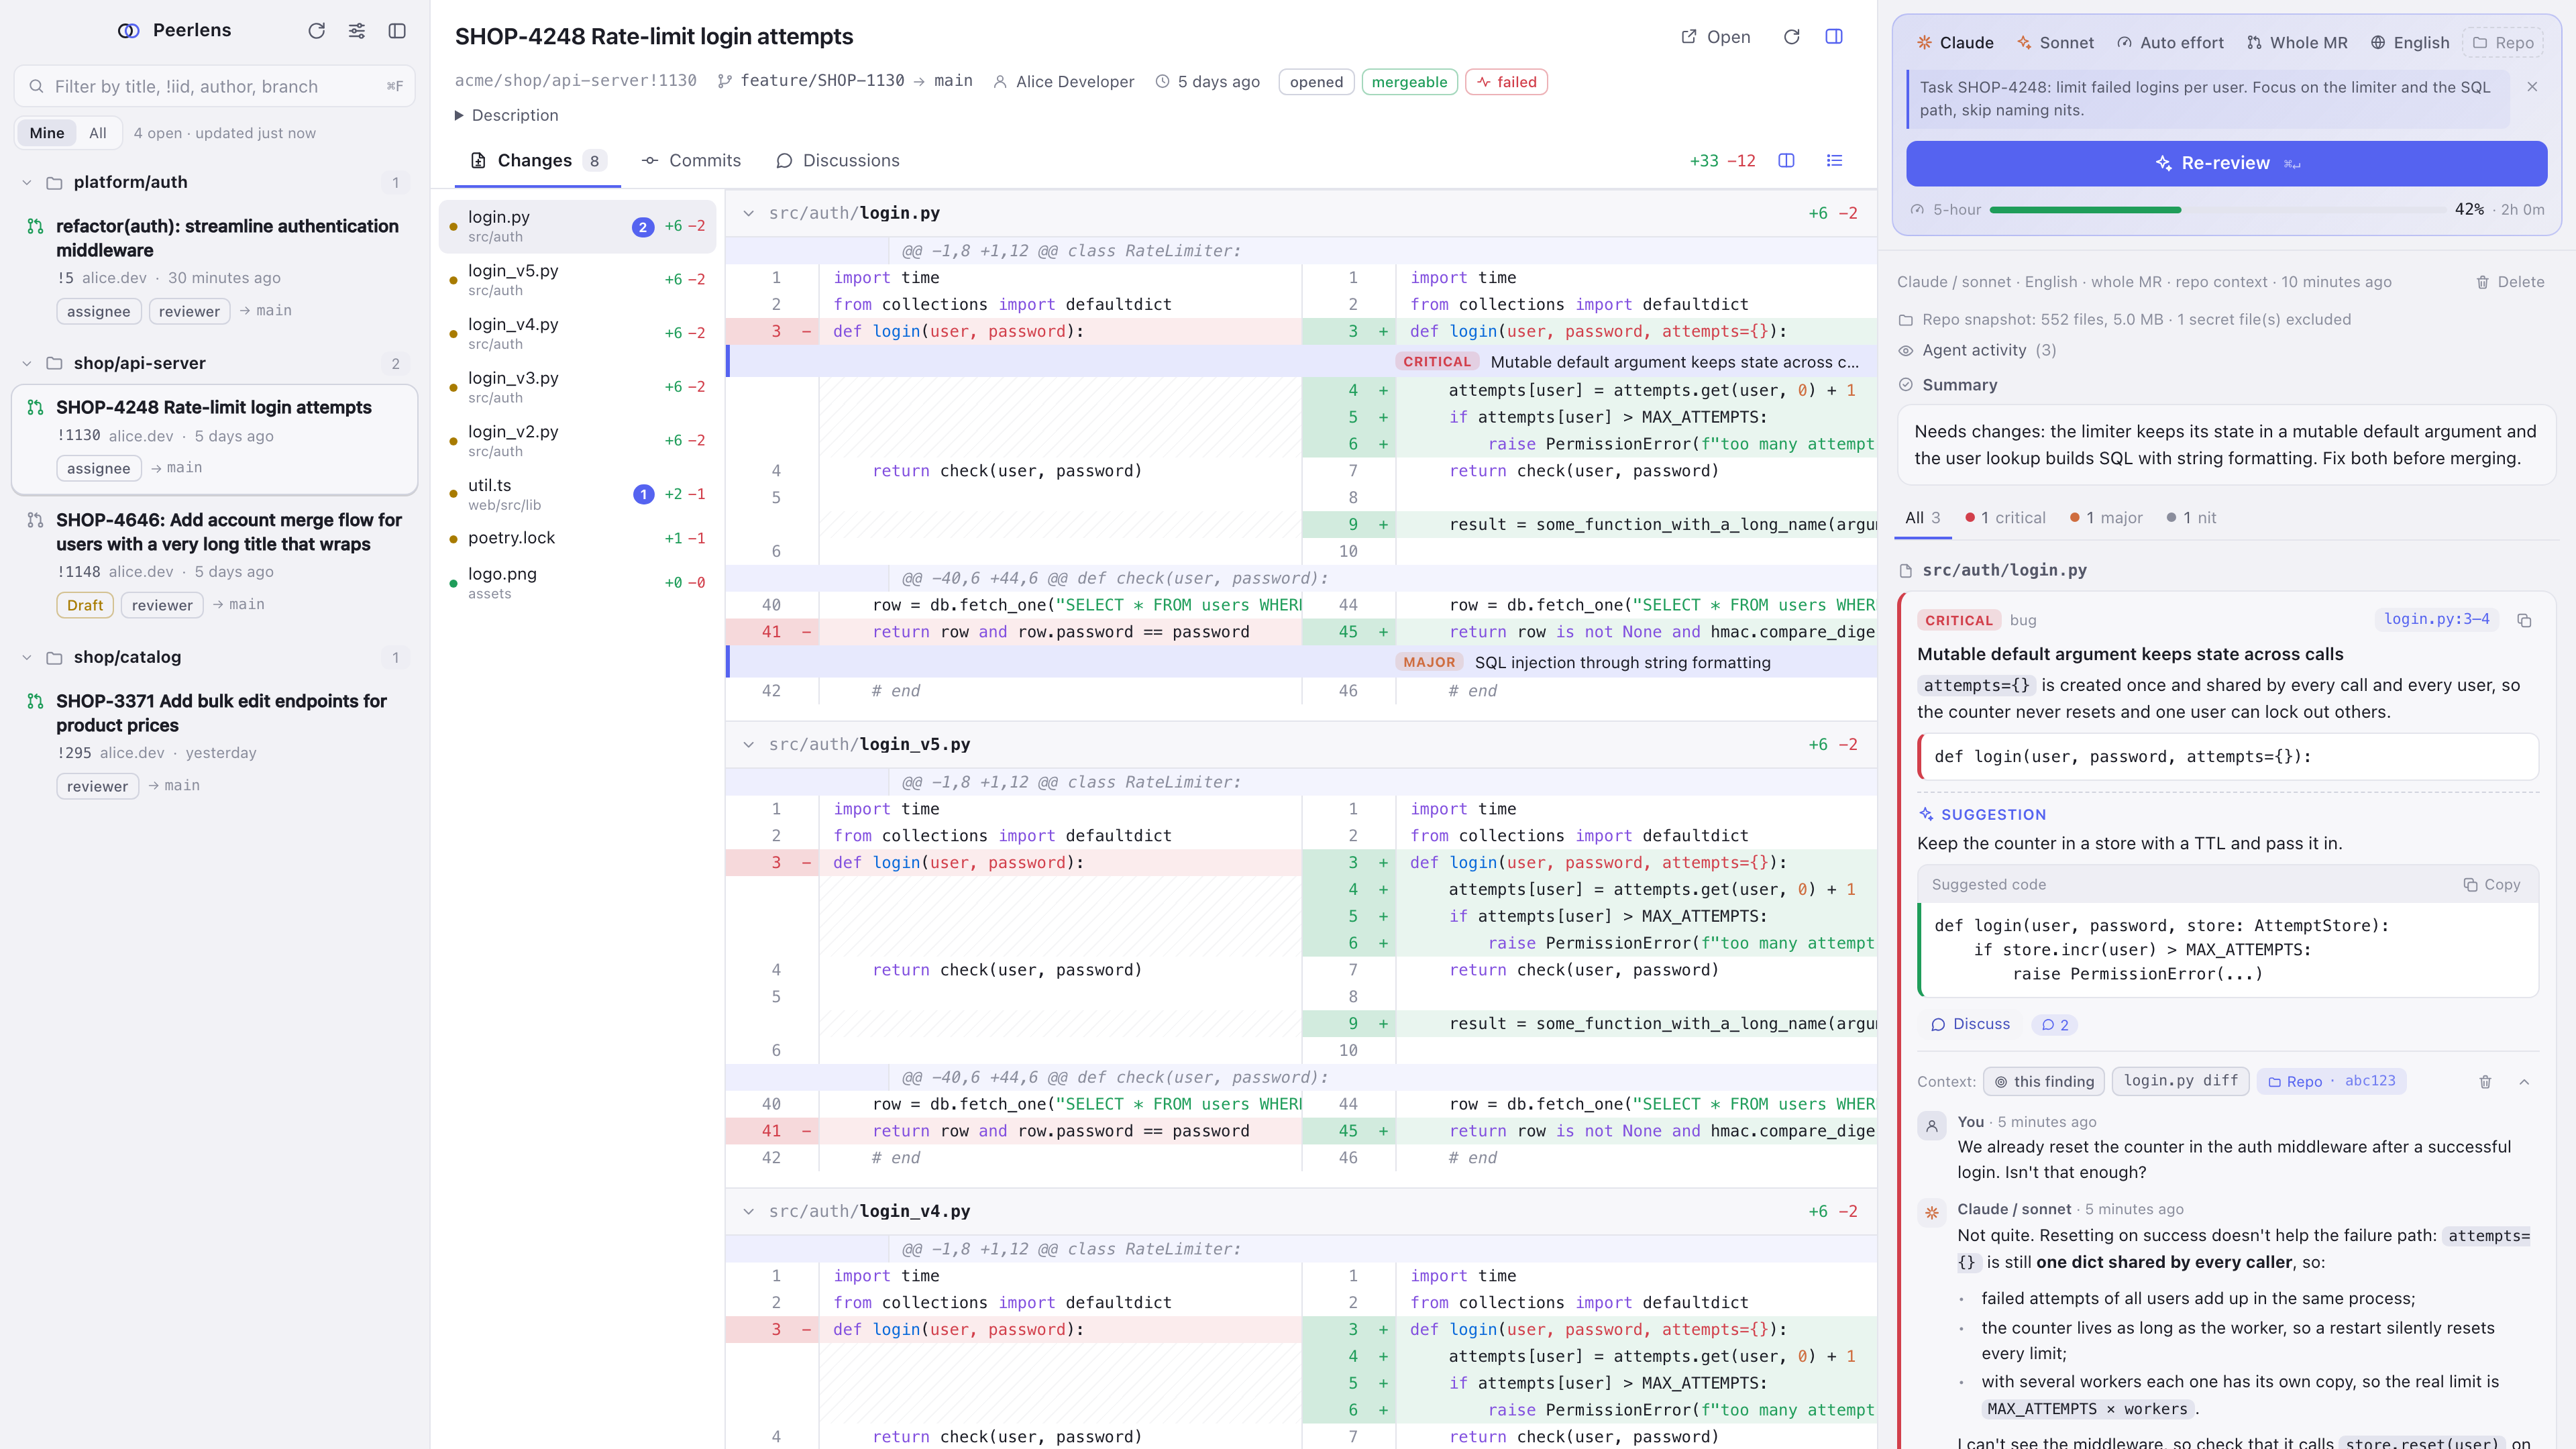 Peerlens
Filter by title, !iid, author, branch ⌘F
Mine All 4 open · updated just now
platform/auth 1
refactor(auth): streamline authentication
middleware
!5 alice.dev · 30 minutes ago
assignee reviewer → main
shop/api-server 2
SHOP-4248 Rate-limit login attempts
!1130 alice.dev · 5 days ago
assignee → main
SHOP-4646: Add account merge flow for
users with a very long title that wraps
!1148 alice.dev · 5 days ago
Draft reviewer → main
shop/catalog 1
SHOP-3371 Add bulk edit endpoints for
product prices
!295 alice.dev · yesterday
reviewer → main
SHOP-4248 Rate-limit login attempts
Open
acme/shop/api-server!1130 feature/SHOP-1130 → main Alice Developer 5 days ago opened mergeable failed
Description
Changes 8 Commits Discussions +33 −12
login.py 2 +6 −2
src/auth
login_v5.py +6 −2
src/auth
login_v4.py +6 −2
src/auth
login_v3.py +6 −2
src/auth
login_v2.py +6 −2
src/auth
util.ts 1 +2 −1
web/src/lib
poetry.lock +1 −1
logo.png +0 −0
assets
src/auth/login.py +6 −2
@@ −1,8 +1,12 @@ class RateLimiter:
1 import time 1 import time
2 from collections import defaultdict 2 from collections import defaultdict
3 − def login(user, password): 3 + def login(user, password, attempts={}):
CRITICAL Mutable default argument keeps state across c…
4 + attempts[user] = attempts.get(user, 0) + 1
5 + if attempts[user] > MAX_ATTEMPTS:
6 + raise PermissionError(f"too many attempt
4 return check(user, password) 7 return check(user, password)
5 8
9 + result = some_function_with_a_long_name(argu
6 10
@@ −40,6 +44,6 @@ def check(user, password):
40 row = db.fetch_one("SELECT * FROM users WHER 44 row = db.fetch_one("SELECT * FROM users WHER
41 − return row and row.password == password 45 + return row is not None and hmac.compare_dige
MAJOR SQL injection through string formatting
42 # end 46 # end
src/auth/login_v5.py +6 −2
@@ −1,8 +1,12 @@ class RateLimiter:
1 import time 1 import time
2 from collections import defaultdict 2 from collections import defaultdict
3 − def login(user, password): 3 + def login(user, password, attempts={}):
4 + attempts[user] = attempts.get(user, 0) + 1
5 + if attempts[user] > MAX_ATTEMPTS:
6 + raise PermissionError(f"too many attempt
4 return check(user, password) 7 return check(user, password)
5 8
9 + result = some_function_with_a_long_name(argu
6 10
@@ −40,6 +44,6 @@ def check(user, password):
40 row = db.fetch_one("SELECT * FROM users WHER 44 row = db.fetch_one("SELECT * FROM users WHER
41 − return row and row.password == password 45 + return row is not None and hmac.compare_dige
42 # end 46 # end
src/auth/login_v4.py +6 −2
@@ −1,8 +1,12 @@ class RateLimiter:
1 import time 1 import time
2 from collections import defaultdict 2 from collections import defaultdict
3 − def login(user, password): 3 + def login(user, password, attempts={}):
4 + attempts[user] = attempts.get(user, 0) + 1
5 + if attempts[user] > MAX_ATTEMPTS:
6 + raise PermissionError(f"too many attempt
4 return check(user, password) 7 return check(user, password)
Claude Sonnet Auto effort Whole MR English Repo
Task SHOP-4248: limit failed logins per user. Focus on the limiter and the SQL
path, skip naming nits.
Re-review ⌘↵
5-hour 42% · 2h 0m
Claude / sonnet · English · whole MR · repo context · 10 minutes ago Delete
Repo snapshot: 552 files, 5.0 MB · 1 secret file(s) excluded
Agent activity (3)
Summary
Needs changes: the limiter keeps its state in a mutable default argument and
the user lookup builds SQL with string formatting. Fix both before merging.
All 3 1 critical 1 major 1 nit
src/auth/login.py
CRITICAL bug login.py:3–4
Mutable default argument keeps state across calls
attempts={} is created once and shared by every call and every user, so
the counter never resets and one user can lock out others.
def login(user, password, attempts={}):
SUGGESTION
Keep the counter in a store with a TTL and pass it in.
Suggested code Copy
def login(user, password, store: AttemptStore):
if store.incr(user) > MAX_ATTEMPTS:
raise PermissionError(...)
Discuss 2
Context: this finding login.py diff Repo · abc123
You · 5 minutes ago
We already reset the counter in the auth middleware after a successful
login. Isn't that enough?
Claude / sonnet · 5 minutes ago
Not quite. Resetting on success doesn't help the failure path: attempts=
{} is still one dict shared by every caller, so:
· failed attempts of all users add up in the same process;
· the counter lives as long as the worker, so a restart silently resets
every limit;
· with several workers each one has its own copy, so the real limit is
MAX_ATTEMPTS × workers.
I can't see the middleware, so check that it calls store.reset(user) on